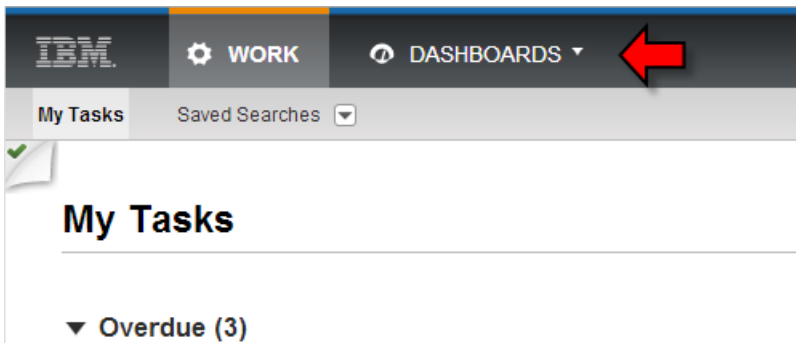 IBM. WORK DASHBOARDS
My Tasks Saved Searches
My Tasks
Overdue (3)